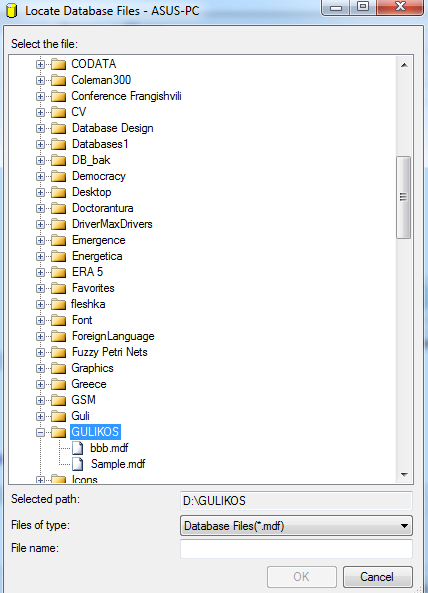 Locate Database Files - ASUS-PC
Select the file:
CODATA
Coleman300
Conference Frangishvili
CV
Database Design
Databases1
DB_bak
Democracy
Desktop
Doctorantura
DriverMaxDrivers
Emergence
Energetica
ERA 5
Favorites
fleshka
Font
ForeignLanguage
Fuzzy Petri Nets
Graphics
Greece
GSM
Guli
GULIKOS
bbb.mdf
Sample.mdf
Icons
Selected path: D:\GULIKOS
Files of type: Database Files(*.mdf)
File name:
OK Cancel